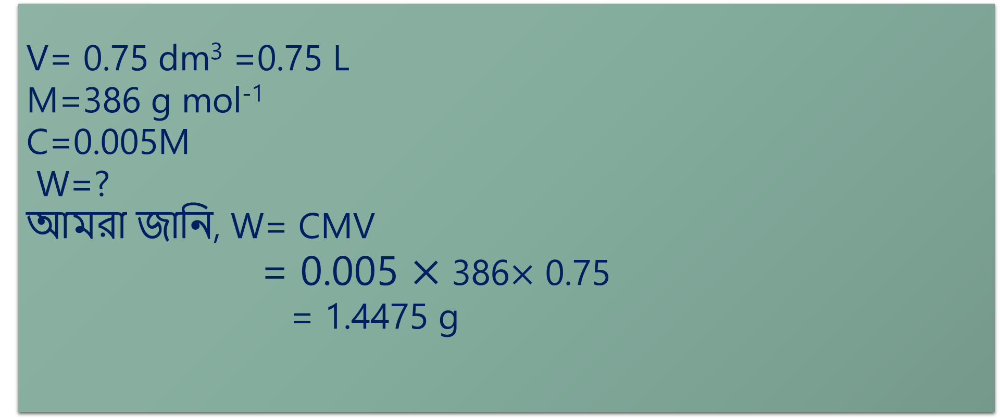 V= 0.75 dm³ =0.75 L
M=386 g mol⁻¹
C=0.005M
W=?
আমরা জানি, W= CMV
= 0.005 × 386× 0.75
= 1.4475 g